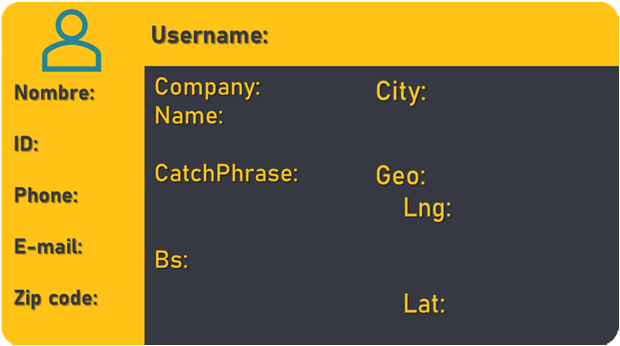 Username:
Nombre:
ID:
Phone:
E-mail:
Zip code:
Company:
Name:
CatchPhrase:
Bs:
City:
Geo:
Lng:
Lat: